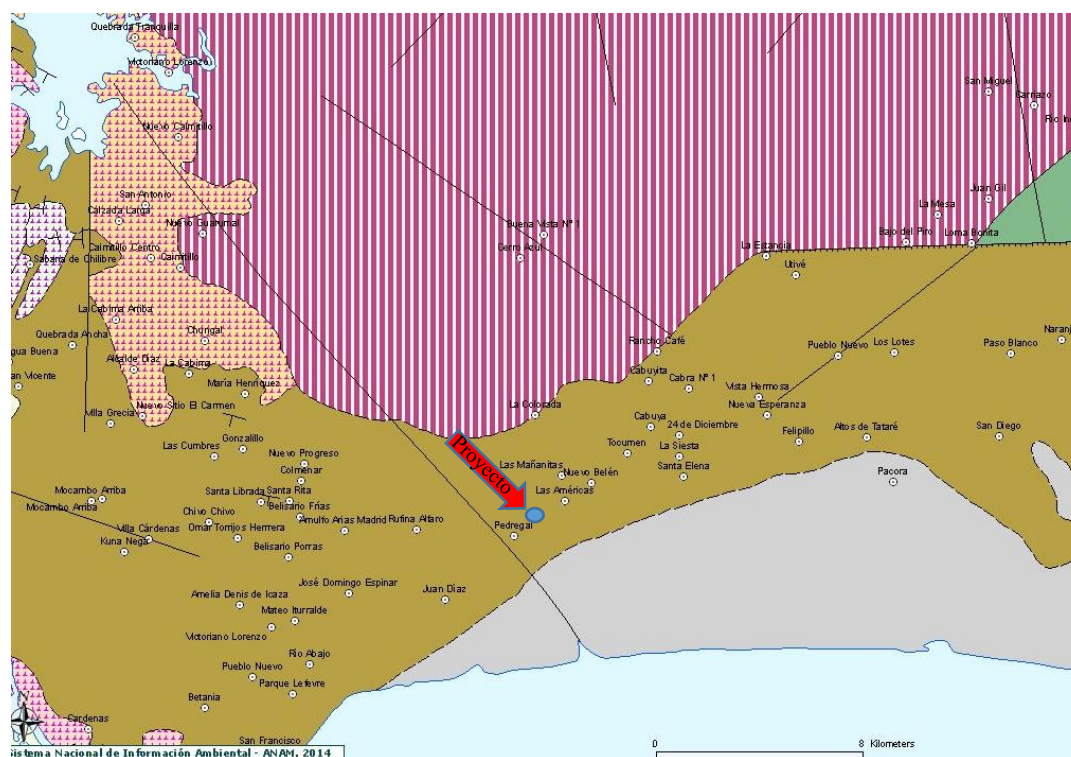 Quebrada Tranquilla
Victoriano Lorenzo
San Miguel
Carriazo
Nuevo Caimitillo
San Antonio
Juan Gil
Calzada Larga
La Mesa
Nuevo Guarumal
Buena Vista N° 1
Bajo del Piro
Loma Bonita
Caimitillo Centro
Cerro Azul
La Estancia
Sabana de Chilibre
Caimitillo
Utivé
La Cabima Arriba
Chungal
Quebrada Ancha
Naranj
gua Buena
Rancho Café
Pueblo Nuevo
Los Lotes
Paso Blanco
Alcalde Díaz
La Cabima
an Vicente
María Henríquez
Cabuyita
Cabra N° 1
Vista Hermosa
Nuevo Sitio El Carmen
La Colorada
Nueva Esperanza
Villa Grecia
Cabuya
24 de Diciembre
Las Cumbres
Gonzalillo
Tocumen
La Siesta
Felipillo
Altos de Tataré
San Diego
Nuevo Progreso
Proyecto
Las Mañanitas
Nuevo Belén
Santa Elena
Colmenar
Pacora
Mocambo Arriba
Santa Librada
Santa Rita
Las Américas
Mocambo Arriba
Chivo Chivo
Belisario Frías
Villa Cárdenas
Omar Torrijos Herrrera
Arnulfo Arias Madrid
Rufina Alfaro
Pedregal
Kuna Nega
Belisario Porras
José Domingo Espinar
Juan Díaz
Amelia Denis de Icaza
Mateo Iturralde
Victoriano Lorenzo
Río Abajo
Pueblo Nuevo
Parque Lefevre
Betania
Cardenas
San Francisco
0 8 Kilometers
Sistema Nacional de Información Ambiental - ANAM, 2014